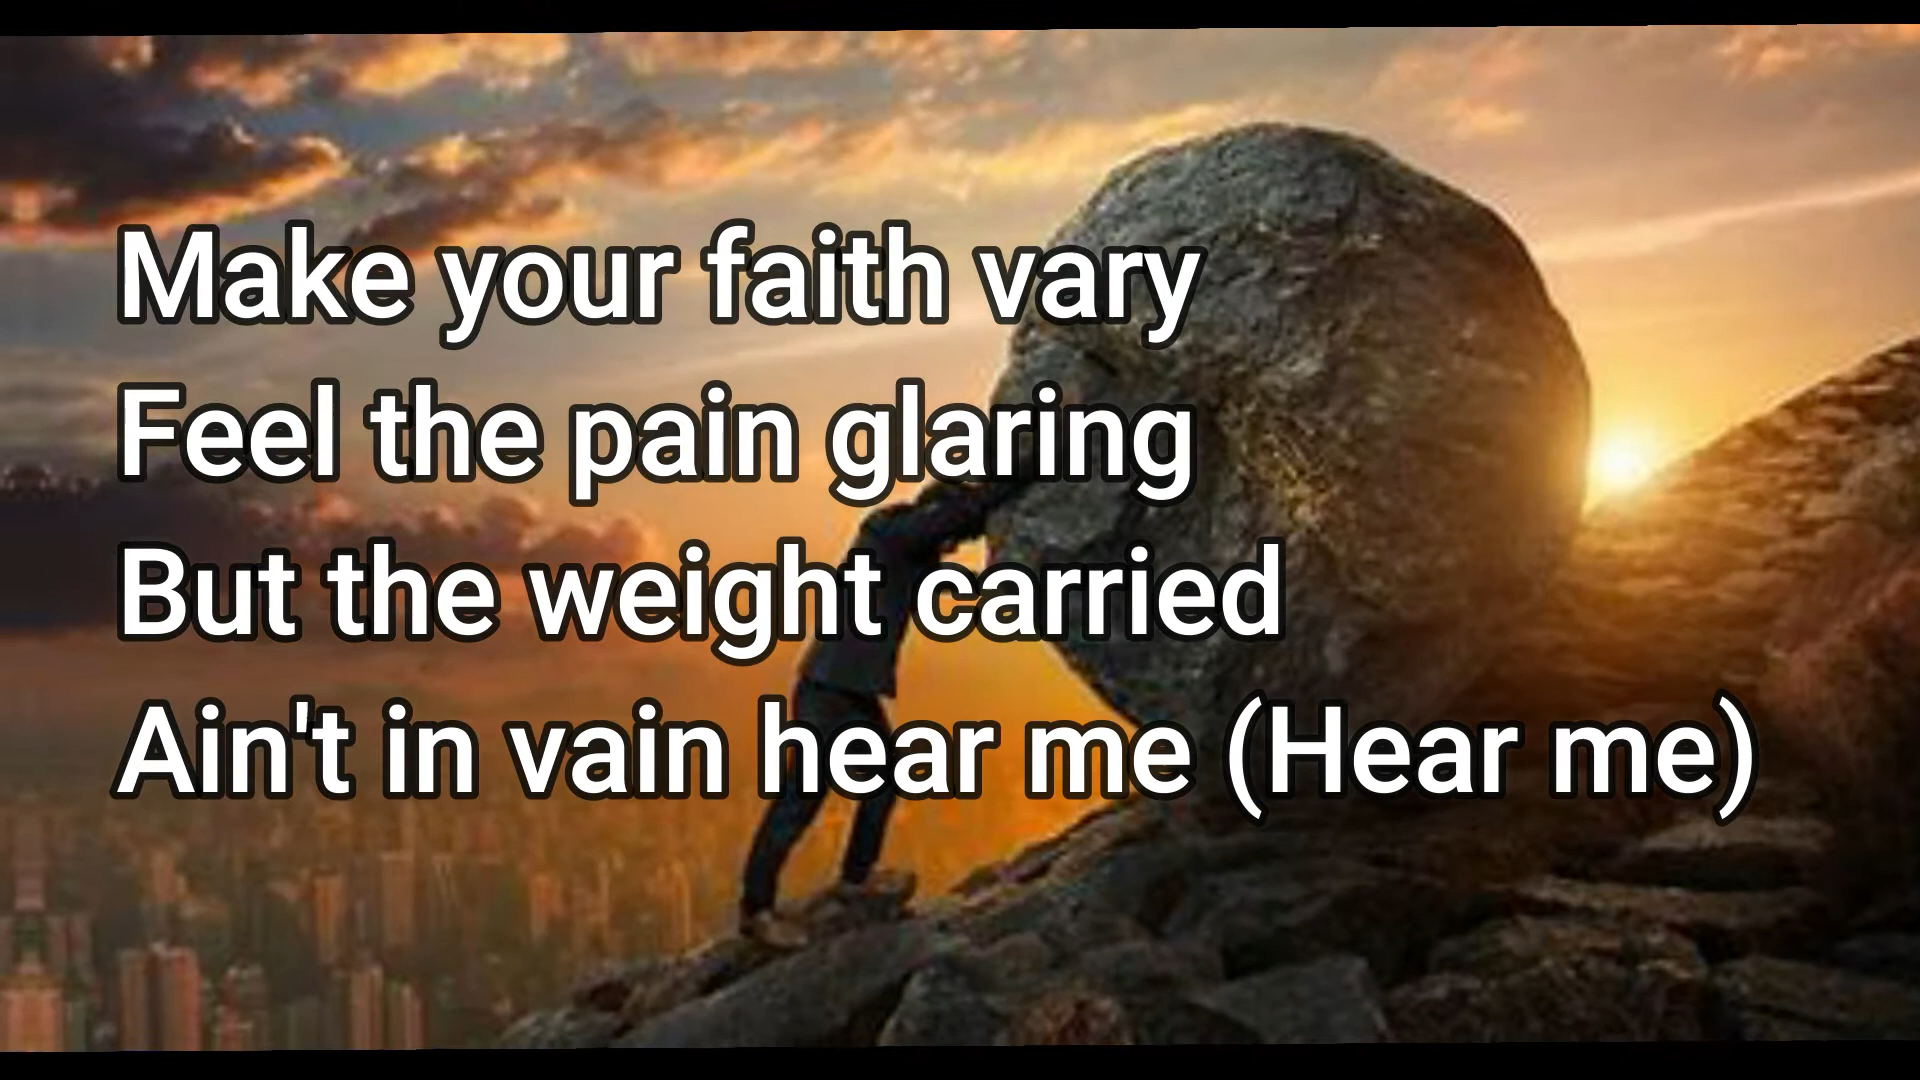 Make your faith vary
Feel the pain glaring
But the weight carried
Ain't in vain hear me (Hear me)